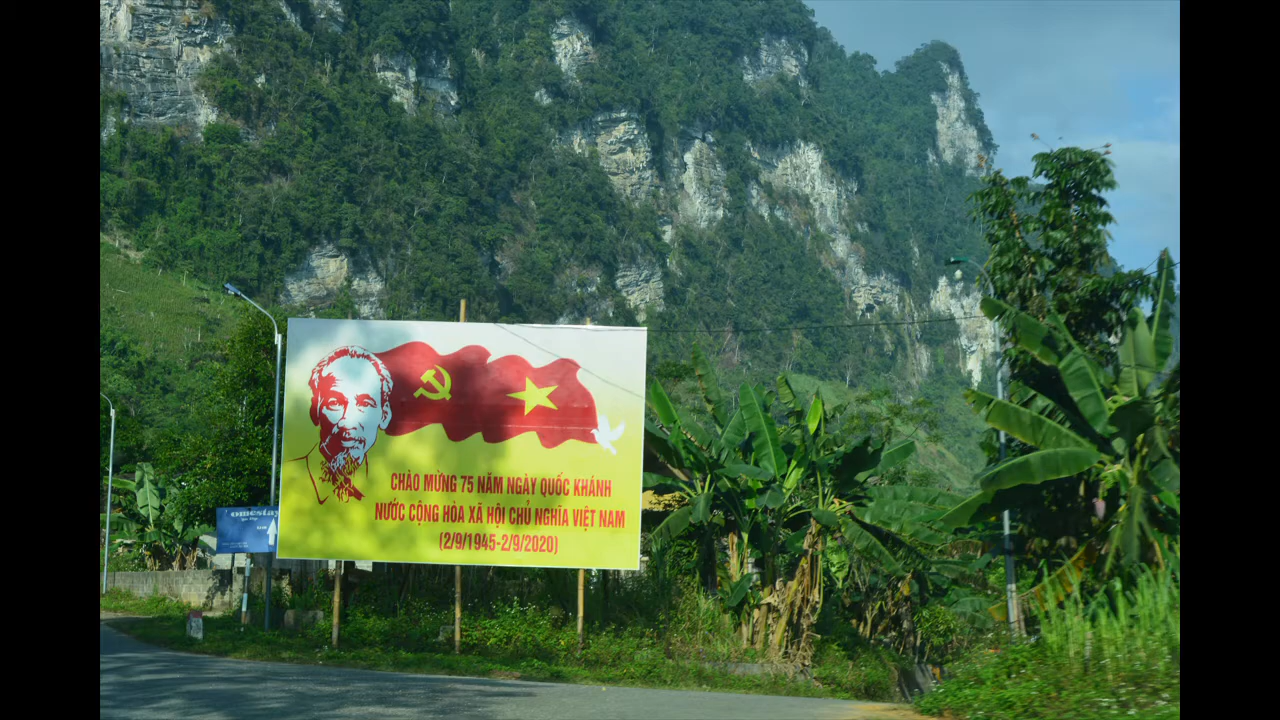 CHÀO MỪNG 75 NĂM NGÀY QUỐC KHÁNH
NƯỚC CỘNG HÒA XÃ HỘI CHỦ NGHĨA VIỆT NAM
(2/9/1945-2/9/2020)
omestay